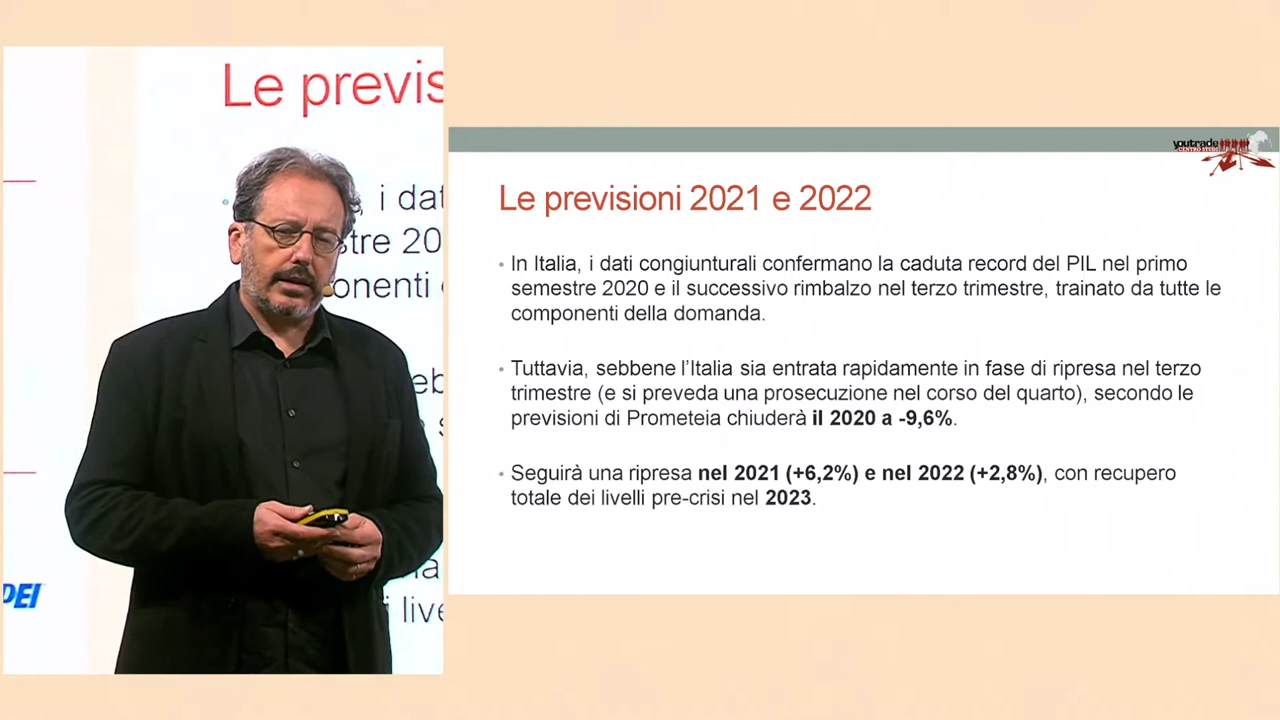 Le previs
, i dat
stre 20
onenti
eb
s
na
i live
DEI
youtrade
CENTRO STUDI
Le previsioni 2021 e 2022
• In Italia, i dati congiunturali confermano la caduta record del PIL nel primo
semestre 2020 e il successivo rimbalzo nel terzo trimestre, trainato da tutte le
componenti della domanda.
• Tuttavia, sebbene l’Italia sia entrata rapidamente in fase di ripresa nel terzo
trimestre (e si preveda una prosecuzione nel corso del quarto), secondo le
previsioni di Prometeia chiuderà il 2020 a -9,6%.
• Seguirà una ripresa nel 2021 (+6,2%) e nel 2022 (+2,8%), con recupero
totale dei livelli pre-crisi nel 2023.